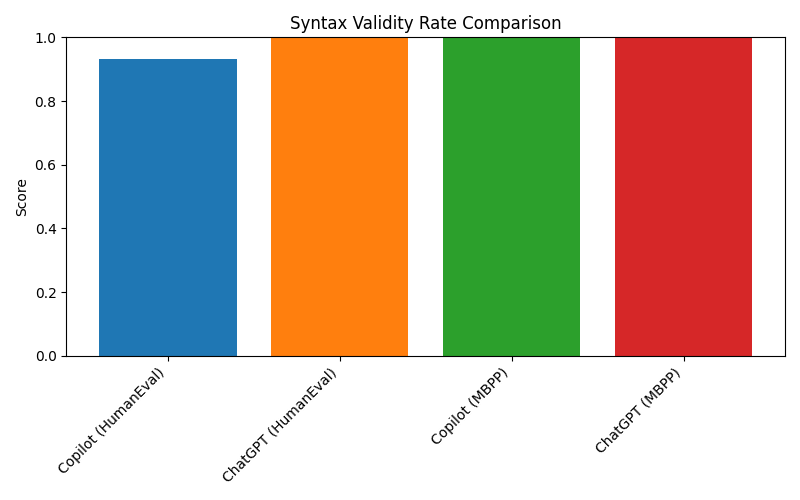 Syntax Validity Rate Comparison
Score
1.0
0.8
0.6
0.4
0.2
0.0
Copilot (HumanEval)
ChatGPT (HumanEval)
Copilot (MBPP)
ChatGPT (MBPP)